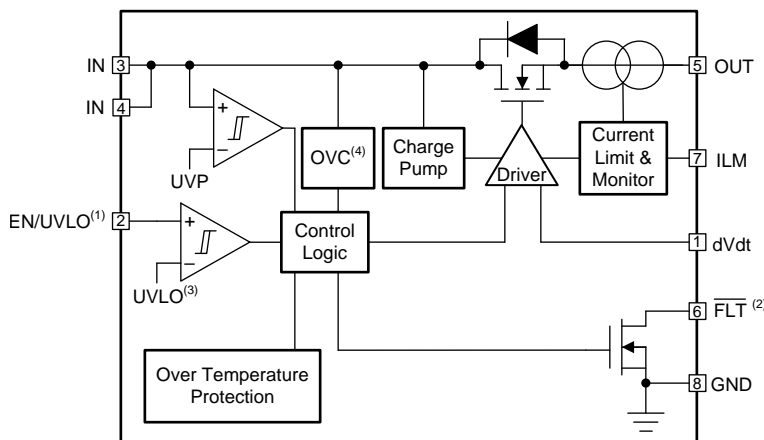 IN 3
5 OUT
IN 4
+
−
UVP
OVC(4)
Charge
Pump
Driver
Current
Limit &
Monitor
7 ILM
EN/UVLO(1) 2
+
−
UVLO(3)
Control
Logic
1 dVdt
6 FLT (2)
Over Temperature
Protection
8 GND